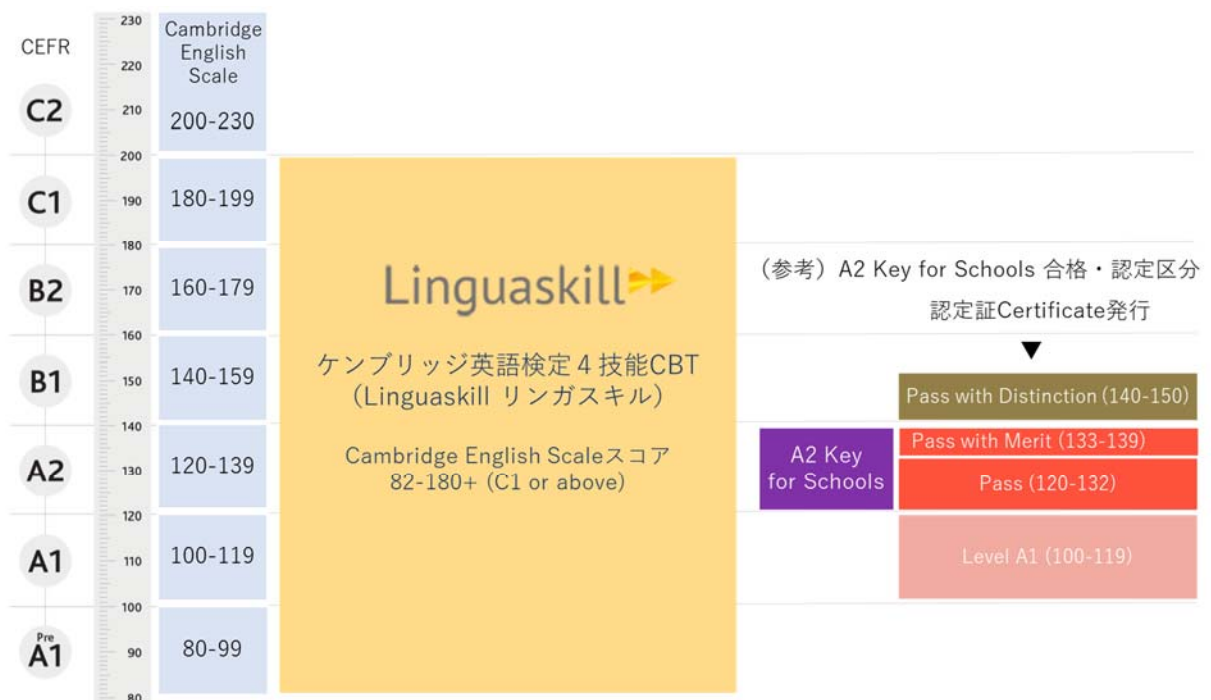 CEFR
C2
C1
B2
B1
A2
A1
Pre
A1
230
220
210
200
190
180
170
160
150
140
130
120
110
100
90
80
Cambridge
English
Scale
200-230
180-199
160-179
140-159
120-139
100-119
80-99
Linguaskill
ケンブリッジ英語検定４技能CBT
（Linguaskill リンガスキル）
Cambridge English Scaleスコア
82-180+ (C1 or above)
（参考）A2 Key for Schools 合格・認定区分
認定証Certificate発行
▼
A2 Key
for Schools
Pass with Distinction (140-150)
Pass with Merit (133-139)
Pass (120-132)
Level A1 (100-119)